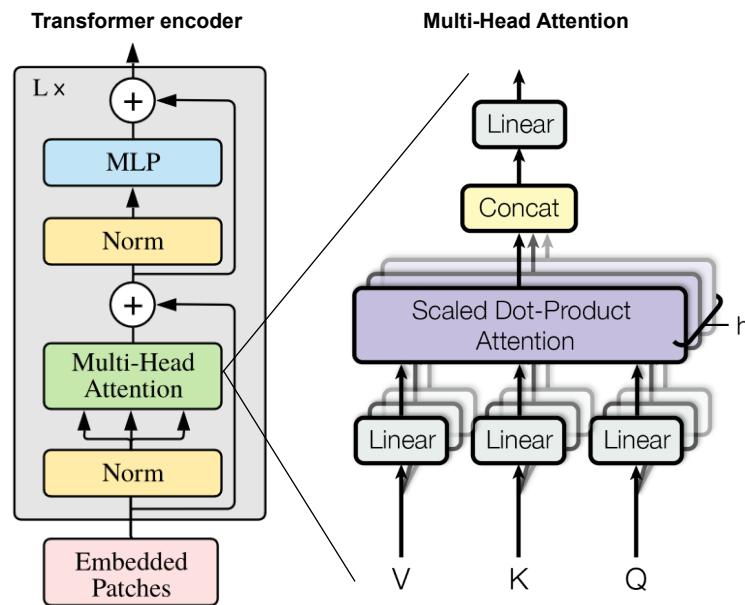 Transformer encoder
L ×
+
MLP
Norm
+
Multi-Head
Attention
Norm
Embedded
Patches
Multi-Head Attention
Linear
Concat
Scaled Dot-Product
Attention
h
Linear
Linear
Linear
V
K
Q